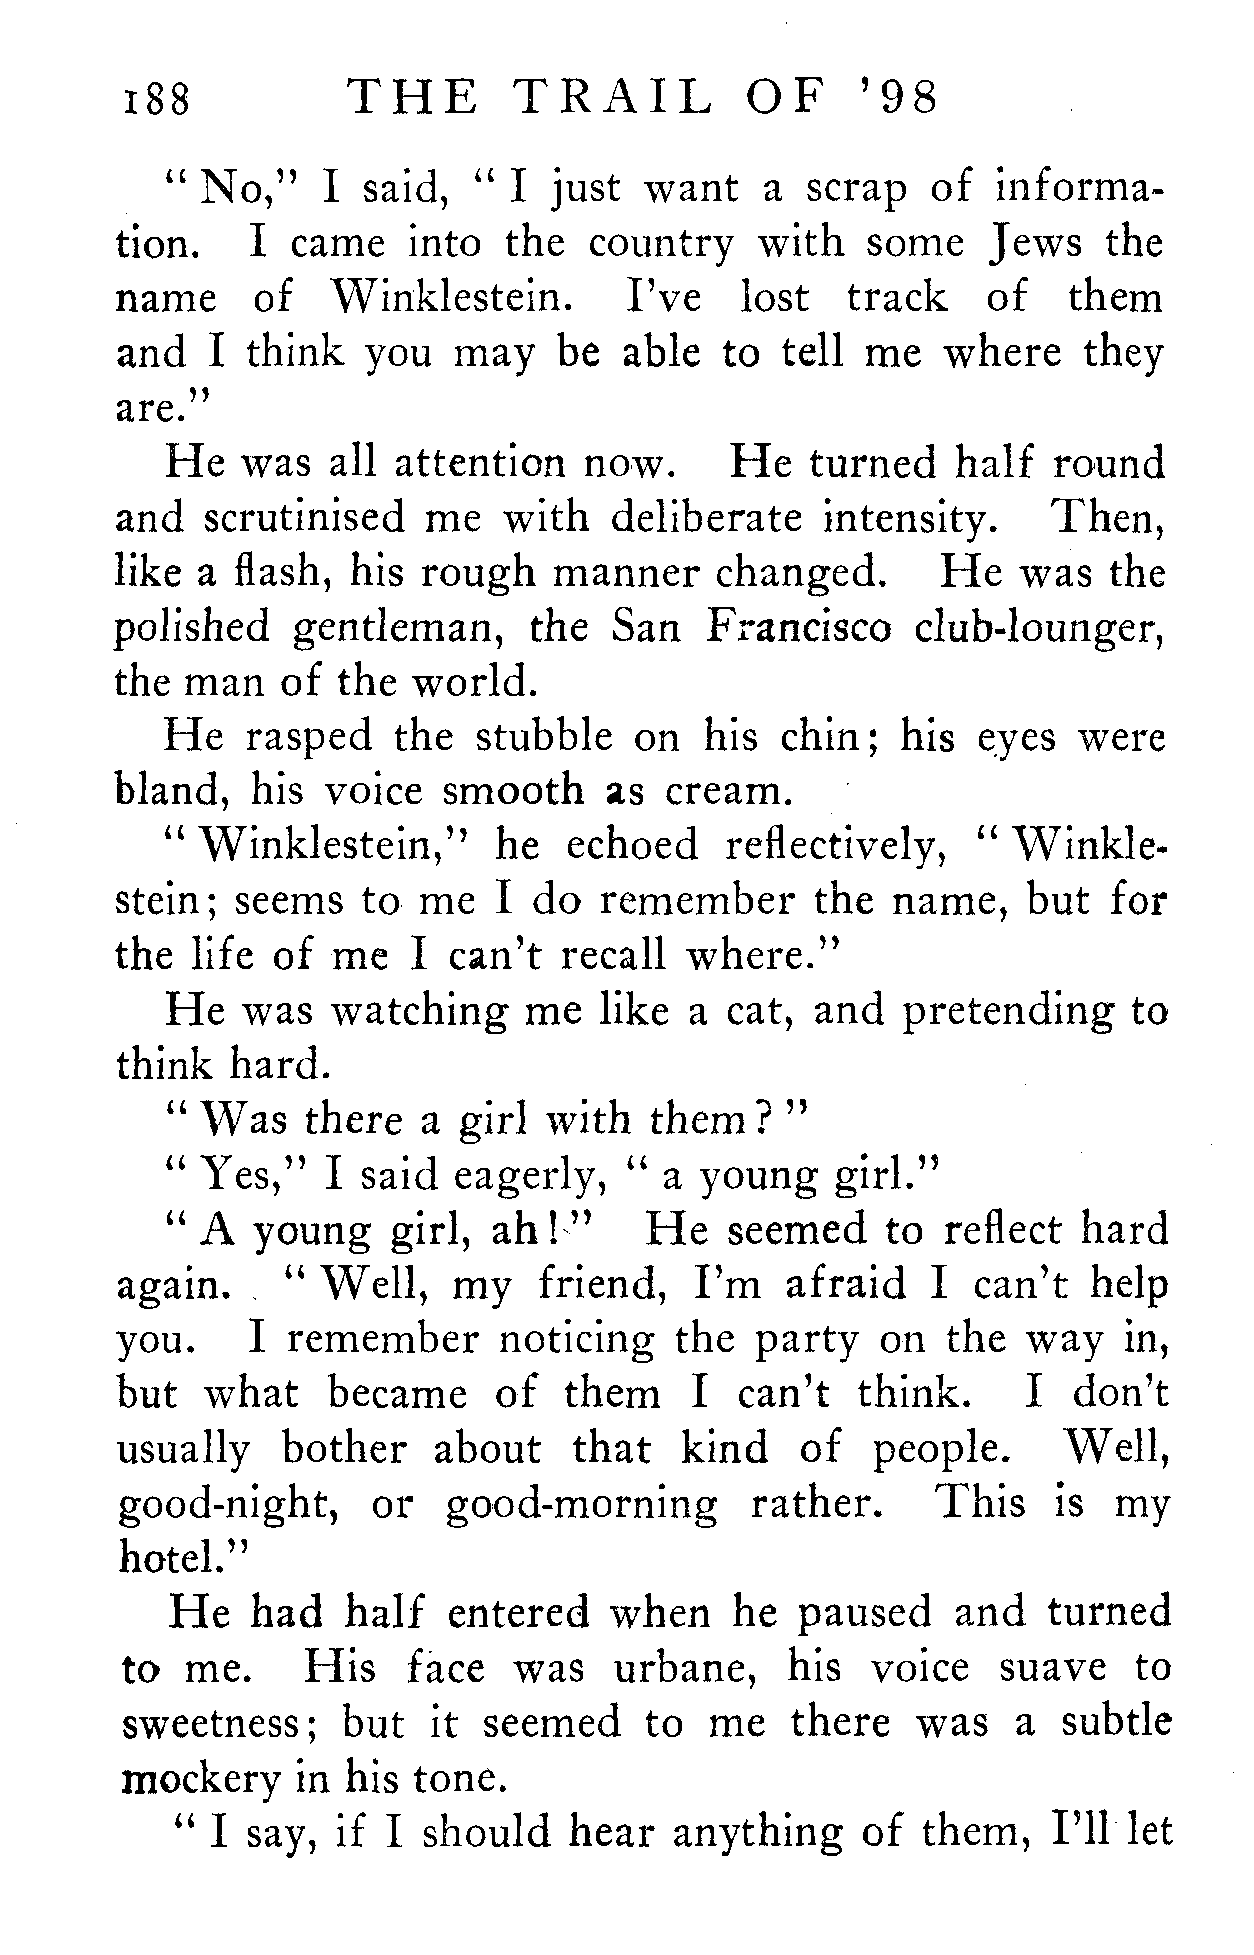 188 THE TRAIL OF '98
" No," I said, " I just want a scrap of informa-
tion. I came into the country with some Jews the
name of Winklestein. I've lost track of them
and I think you may be able to tell me where they
are."
He was all attention now. He turned half round
and scrutinised me with deliberate intensity. Then,
like a flash, his rough manner changed. He was the
polished gentleman, the San Francisco club-lounger,
the man of the world.
He rasped the stubble on his chin; his eyes were
bland, his voice smooth as cream.
" Winklestein," he echoed reflectively, " Winkle-
stein; seems to me I do remember the name, but for
the life of me I can't recall where."
He was watching me like a cat, and pretending to
think hard.
" Was there a girl with them? "
" Yes," I said eagerly, " a young girl."
" A young girl, ah!" He seemed to reflect hard
again. " Well, my friend, I'm afraid I can't help
you. I remember noticing the party on the way in,
but what became of them I can't think. I don't
usually bother about that kind of people. Well,
good-night, or good-morning rather. This is my
hotel."
He had half entered when he paused and turned
to me. His face was urbane, his voice suave to
sweetness; but it seemed to me there was a subtle
mockery in his tone.
" I say, if I should hear anything of them, I'll let